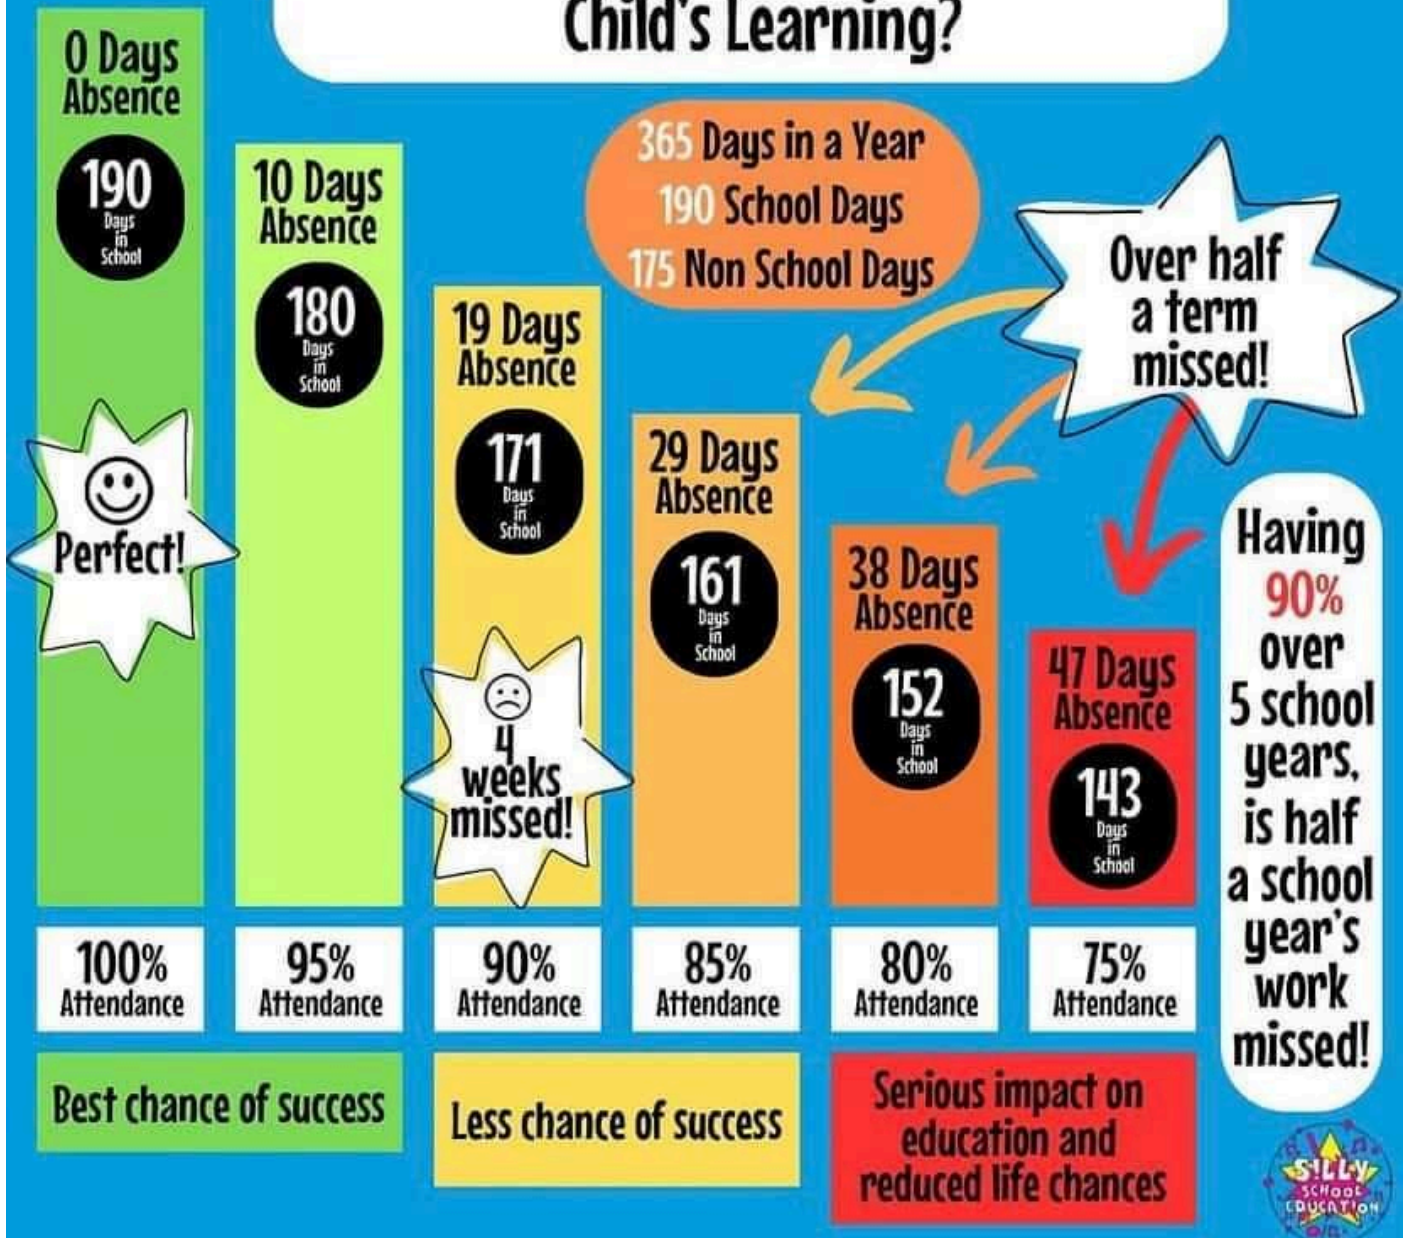 Child's Learning?
0 Days
Absence
190
Days
in
School
Perfect!
10 Days
Absence
180
Days
in
School
365 Days in a Year
190 School Days
175 Non School Days
Over half
a term
missed!
19 Days
Absence
171
Days
in
School
4
weeks
missed!
29 Days
Absence
161
Days
in
School
38 Days
Absence
152
Days
in
School
47 Days
Absence
143
Days
in
School
Having
90%
over
5 school
years,
is half
a school
year's
work
missed!
100%
Attendance
95%
Attendance
90%
Attendance
85%
Attendance
80%
Attendance
75%
Attendance
Best chance of success
Less chance of success
Serious impact on
education and
reduced life chances
S!LLY
SCHOOL
EDUCATION